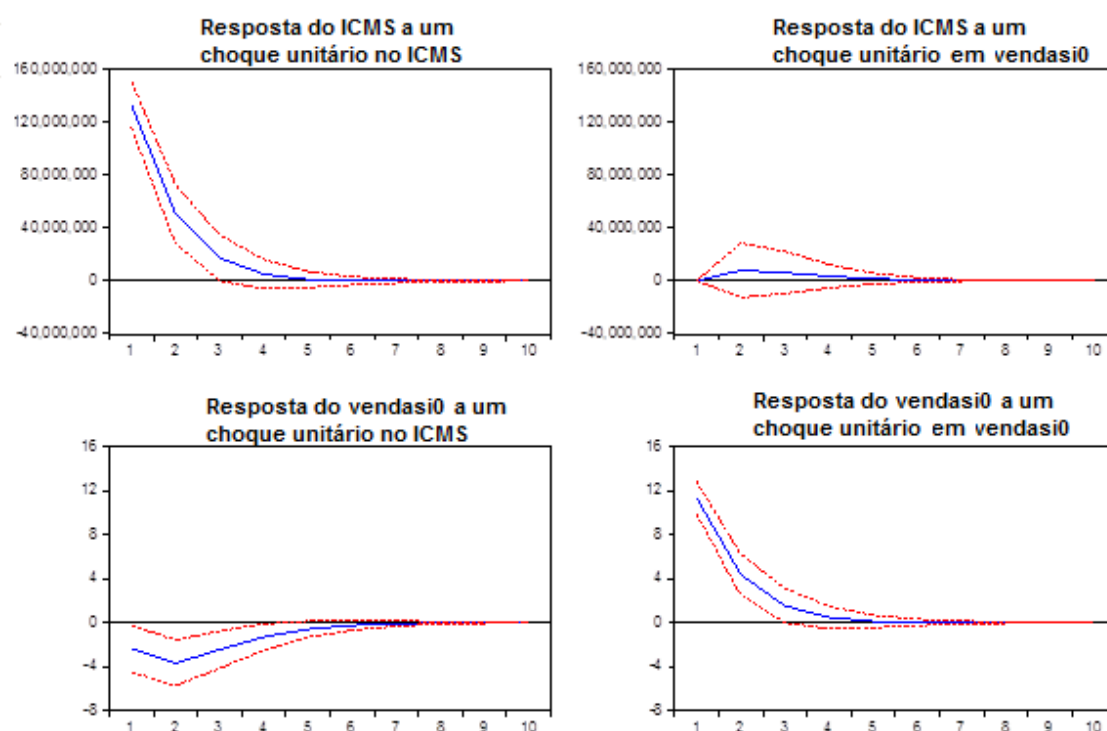 Resposta do ICMS a um
choque unitário no ICMS
160,000,000
120,000,000
80,000,000
40,000,000
0
-40,000,000
1 2 3 4 5 6 7 8 9 10
Resposta do ICMS a um
choque unitário em vendasi0
160,000,000
120,000,000
80,000,000
40,000,000
0
-40,000,000
1 2 3 4 5 6 7 8 9 10
Resposta do vendasi0 a um
choque unitário no ICMS
16
12
8
4
0
-4
-8
1 2 3 4 5 6 7 8 9 10
Resposta do vendasi0 a um
choque unitário em vendasi0
16
12
8
4
0
-4
-8
1 2 3 4 5 6 7 8 9 10